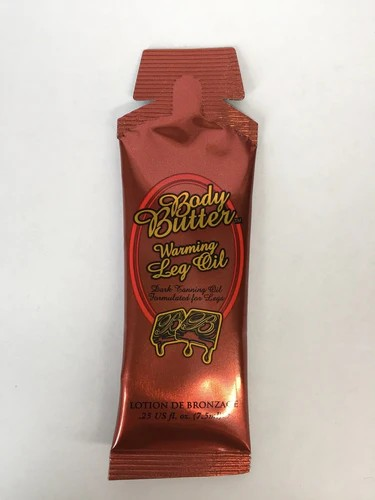 Body
Butter
Warming
Leg Oil
Dark Tanning Oil
Formulated for Legs
B B
LOTION DE BRONZAGE
.25 US fl. oz. (7.5ml)